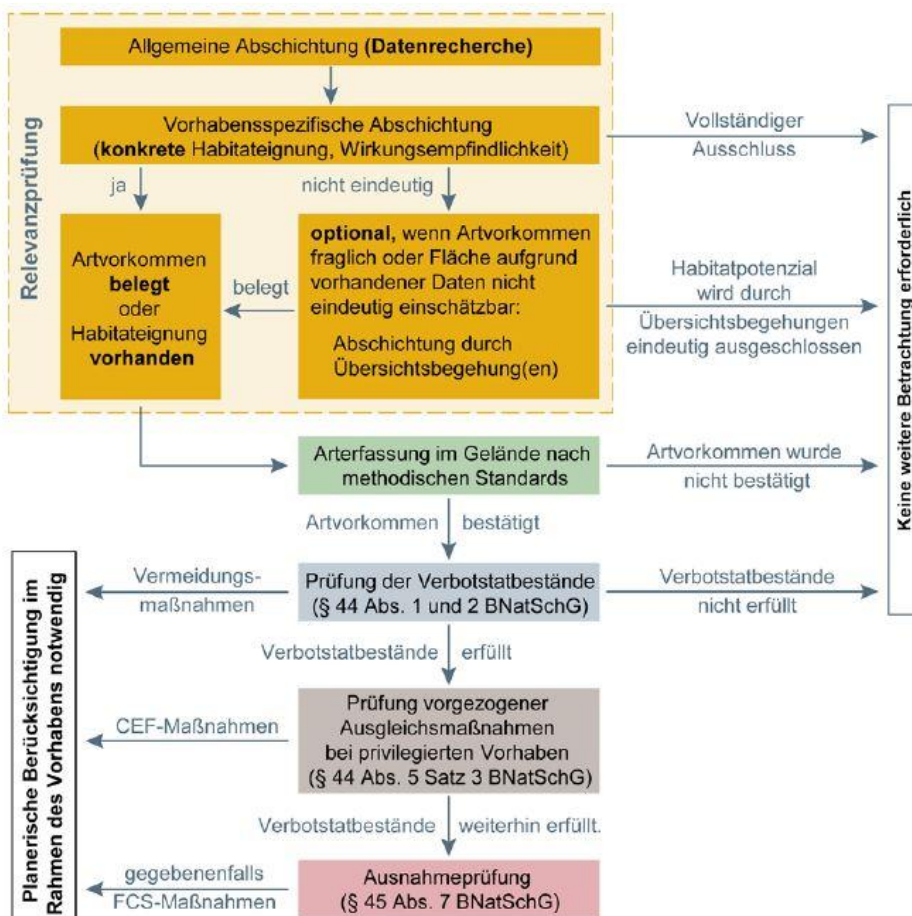 Allgemeine Abschichtung (Datenrecherche)
Relevanzprüfung
Vorhabensspezifische Abschichtung
(konkrete Habitateignung, Wirkungsempfindlichkeit)
Vollständiger
Ausschluss
ja
nicht eindeutig
Artvorkommen
belegt
oder
Habitateignung
vorhanden
belegt
optional, wenn Artvorkommen
fraglich oder Fläche aufgrund
vorhandener Daten nicht
eindeutig einschätzbar:
Abschichtung durch
Übersichtsbegehung(en)
Habitatpotenzial
wird durch
Übersichtsbegehungen
eindeutig ausgeschlossen
Keine weitere Betrachtung erforderlich
Arterfassung im Gelände nach
methodischen Standards
Artvorkommen wurde
nicht bestätigt
Artvorkommen bestätigt
Planerische Berücksichtigung im
Rahmen des Vorhabens notwendig
Vermeidungs-
maßnahmen
Prüfung der Verbotstatbestände
(§ 44 Abs. 1 und 2 BNatSchG)
Verbotstatbestände
nicht erfüllt
Verbotstatbestände erfüllt
CEF-Maßnahmen
Prüfung vorgezogener
Ausgleichsmaßnahmen
bei privilegierten Vorhaben
(§ 44 Abs. 5 Satz 3 BNatSchG)
Verbotstatbestände weiterhin erfüllt.
gegebenenfalls
FCS-Maßnahmen
Ausnahmeprüfung
(§ 45 Abs. 7 BNatSchG)